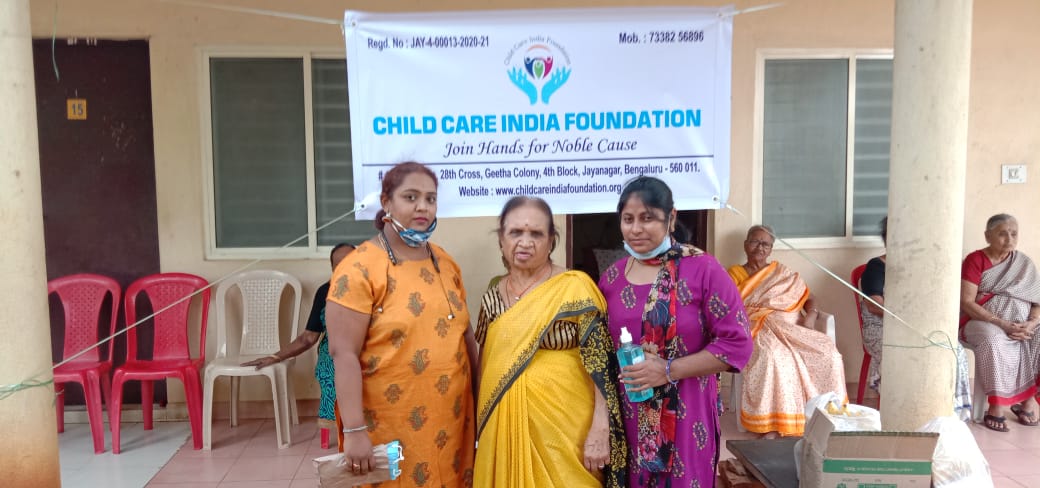 Regd. No : JAY-4-00013-2020-21
Mob. : 73382 56896
Child Care India Foundation
CHILD CARE INDIA FOUNDATION
Join Hands for Noble Cause
# 28th Cross, Geetha Colony, 4th Block, Jayanagar, Bengaluru - 560 011.
Website : www.childcareindiafoundation.org
15